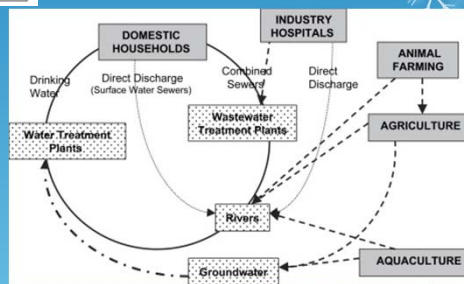 DOMESTIC
HOUSEHOLDS
INDUSTRY
HOSPITALS
ANIMAL
FARMING
Drinking
Water
Direct Discharge
(Surface Water Sewers)
Combined
Sewers
Direct
Discharge
Water Treatment
Plants
Wastewater
Treatment Plants
AGRICULTURE
Rivers
Groundwater
AQUACULTURE